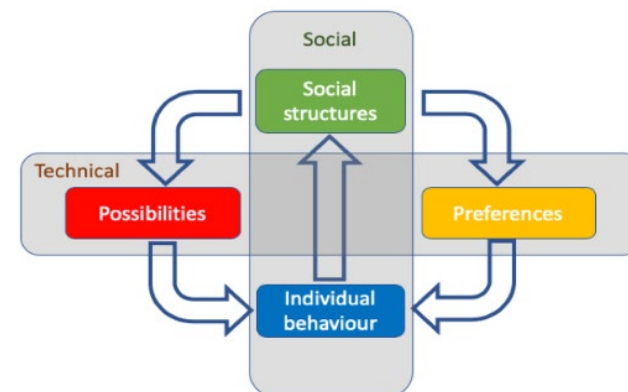 Social
Social
structures
Technical
Possibilities
Preferences
Individual
behaviour